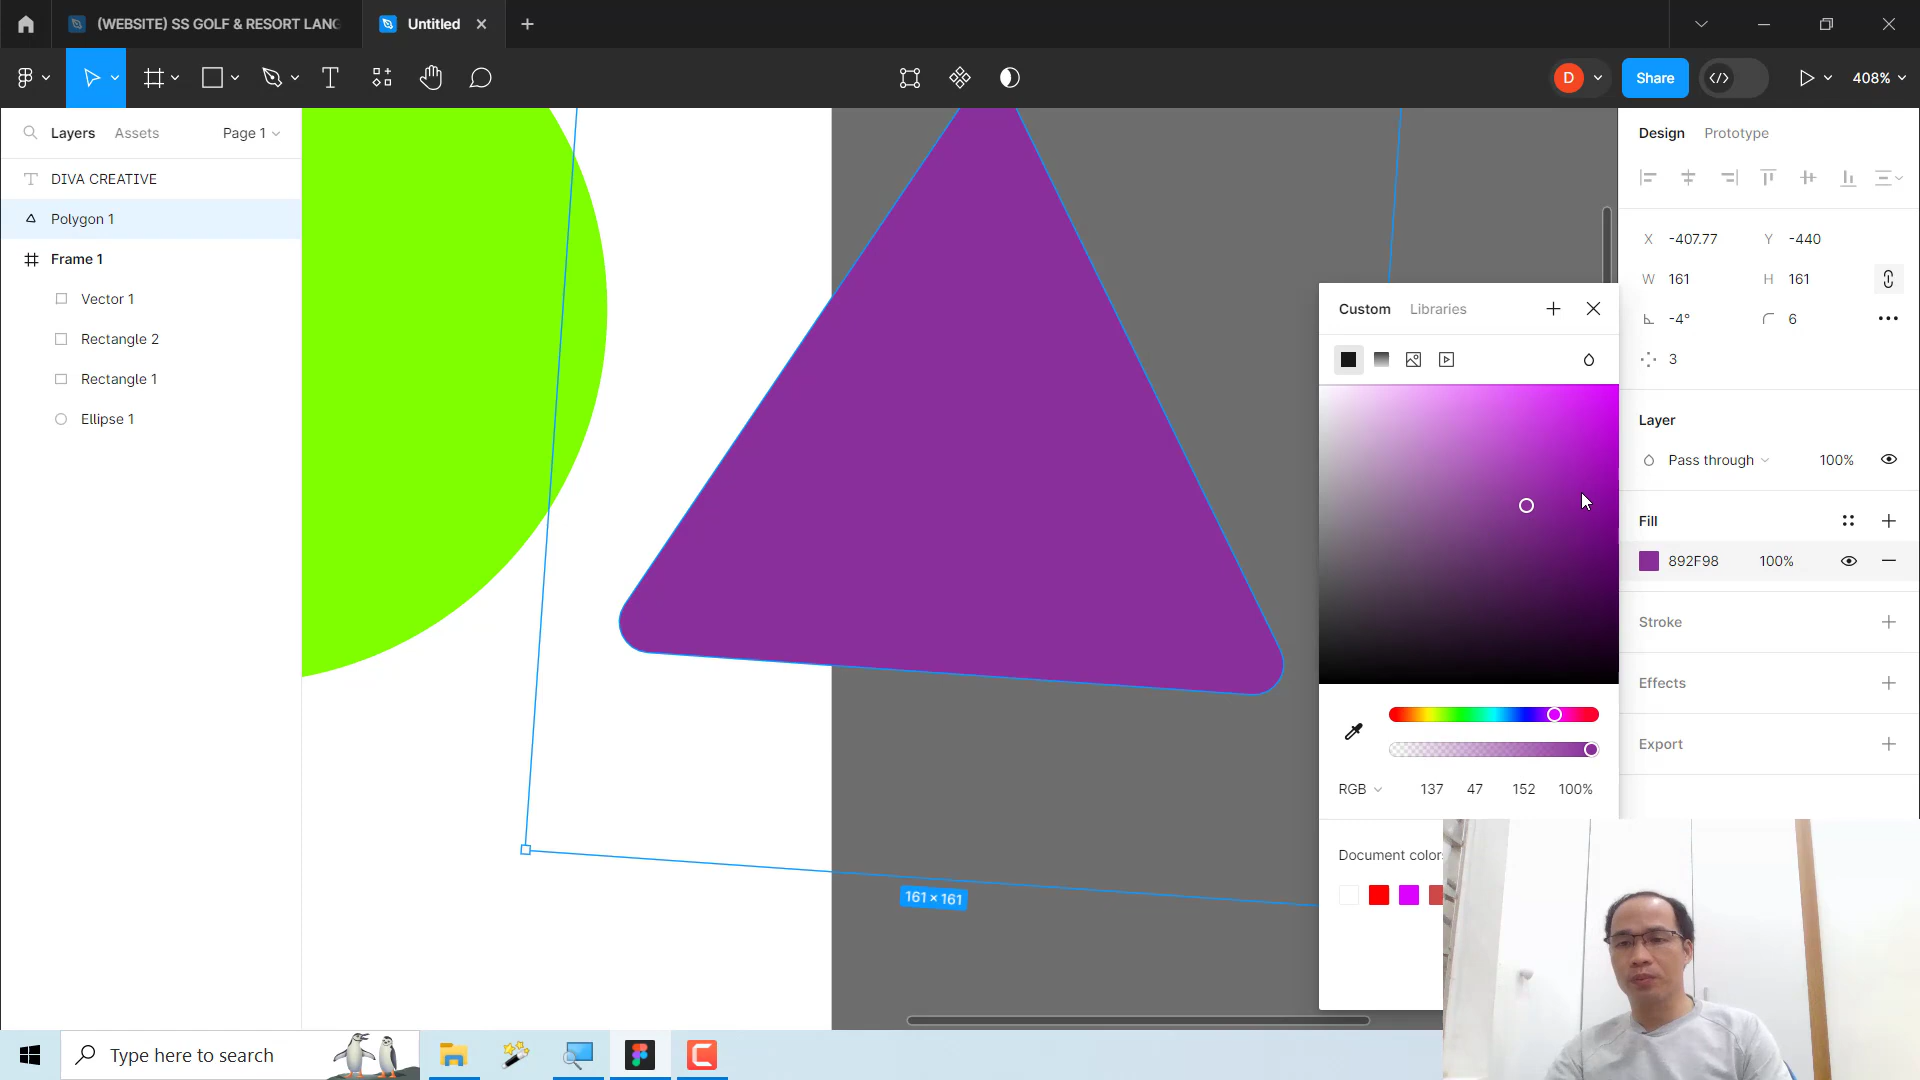 (WEBSITE) SS GOLF & RESORT LANG
Untitled
T
D
Share
408%
Layers
Assets
Page 1
DIVA CREATIVE
Polygon 1
Frame 1
Vector 1
Rectangle 2
Rectangle 1
Ellipse 1
161 × 161
Design
Prototype
X -407.77
Y -440
W 161
H 161
-4°
6
3
Layer
Pass through
100%
Fill
892F98
100%
Stroke
Effects
Export
Custom
Libraries
RGB
137
47
152
100%
Document colors
Type here to search